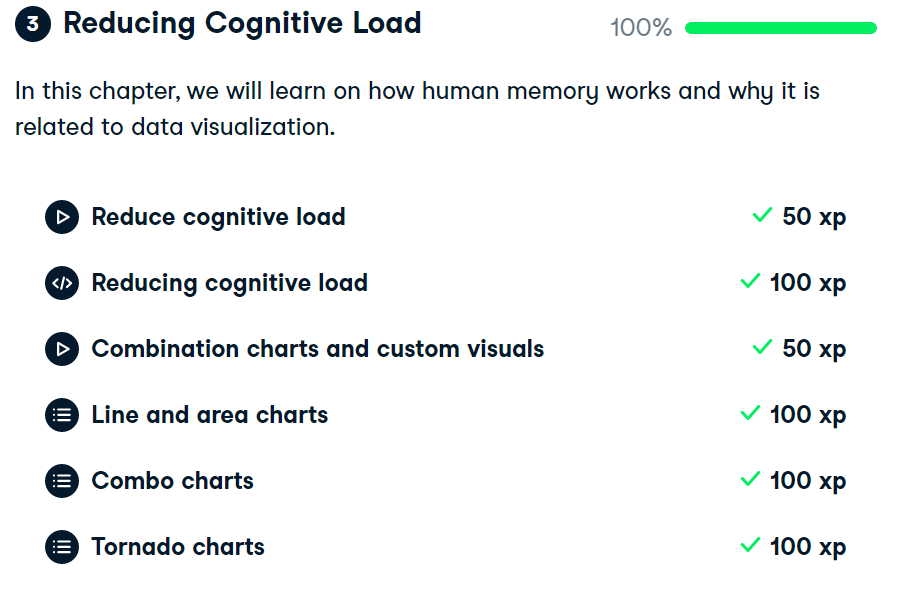 3 Reducing Cognitive Load 100%
In this chapter, we will learn on how human memory works and why it is
related to data visualization.
Reduce cognitive load 50 xp
Reducing cognitive load 100 xp
Combination charts and custom visuals 50 xp
Line and area charts 100 xp
Combo charts 100 xp
Tornado charts 100 xp